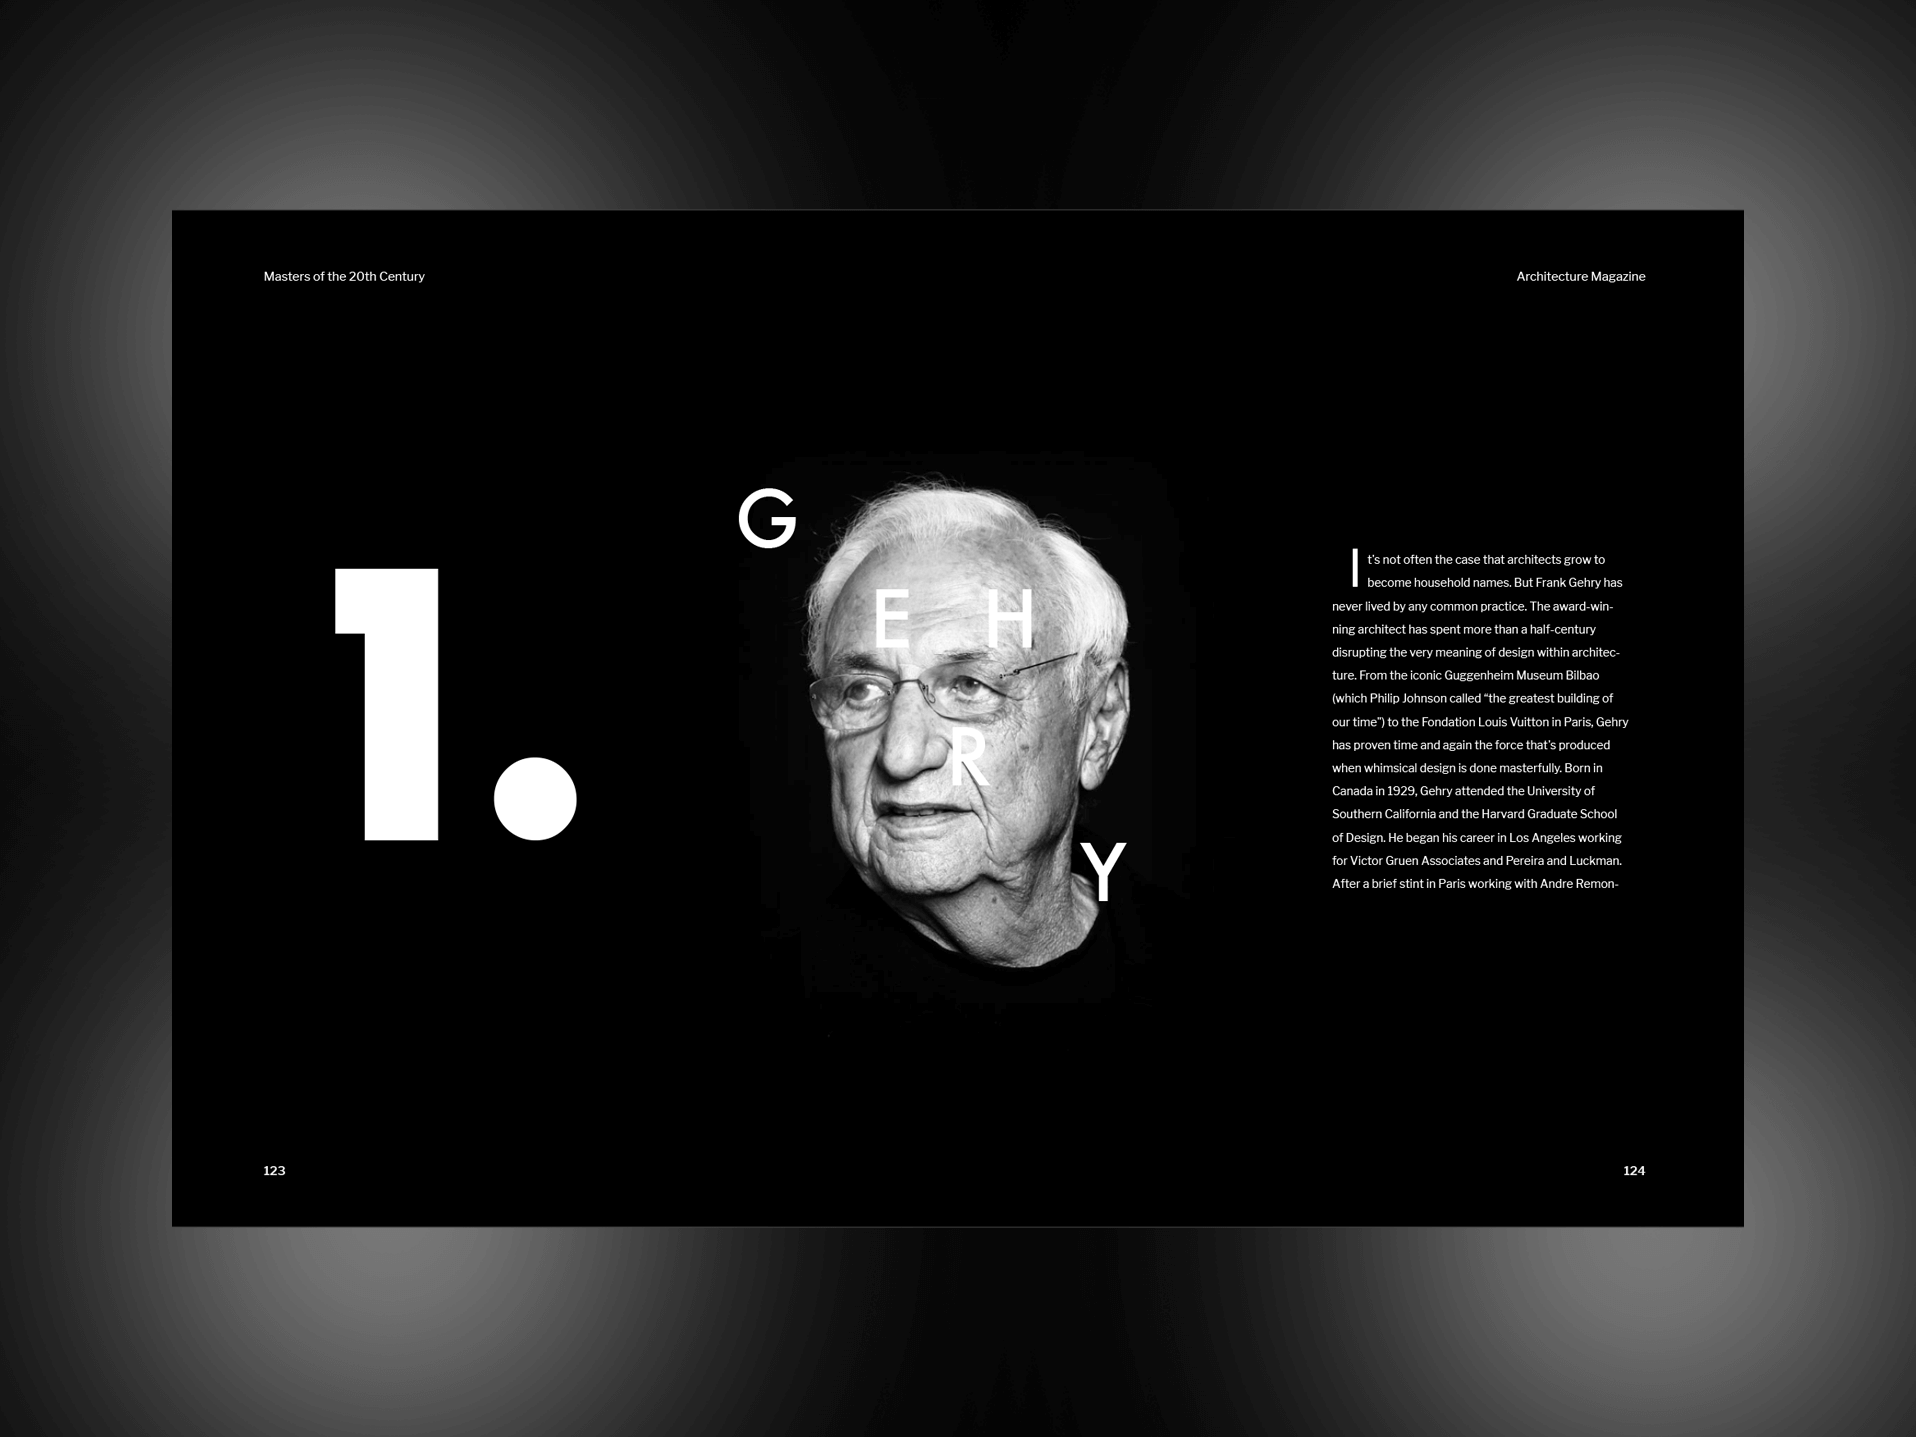 Masters of the 20th Century
Architecture Magazine
1.
G
E H
R
Y
It's not often the case that architects grow to
become household names. But Frank Gehry has
never lived by any common practice. The award-win-
ning architect has spent more than a half-century
disrupting the very meaning of design within architec-
ture. From the iconic Guggenheim Museum Bilbao
(which Philip Johnson called “the greatest building of
our time”) to the Fondation Louis Vuitton in Paris, Gehry
has proven time and again the force that's produced
when whimsical design is done masterfully. Born in
Canada in 1929, Gehry attended the University of
Southern California and the Harvard Graduate School
of Design. He began his career in Los Angeles working
for Victor Gruen Associates and Pereira and Luckman.
After a brief stint in Paris working with Andre Remon-
123
124